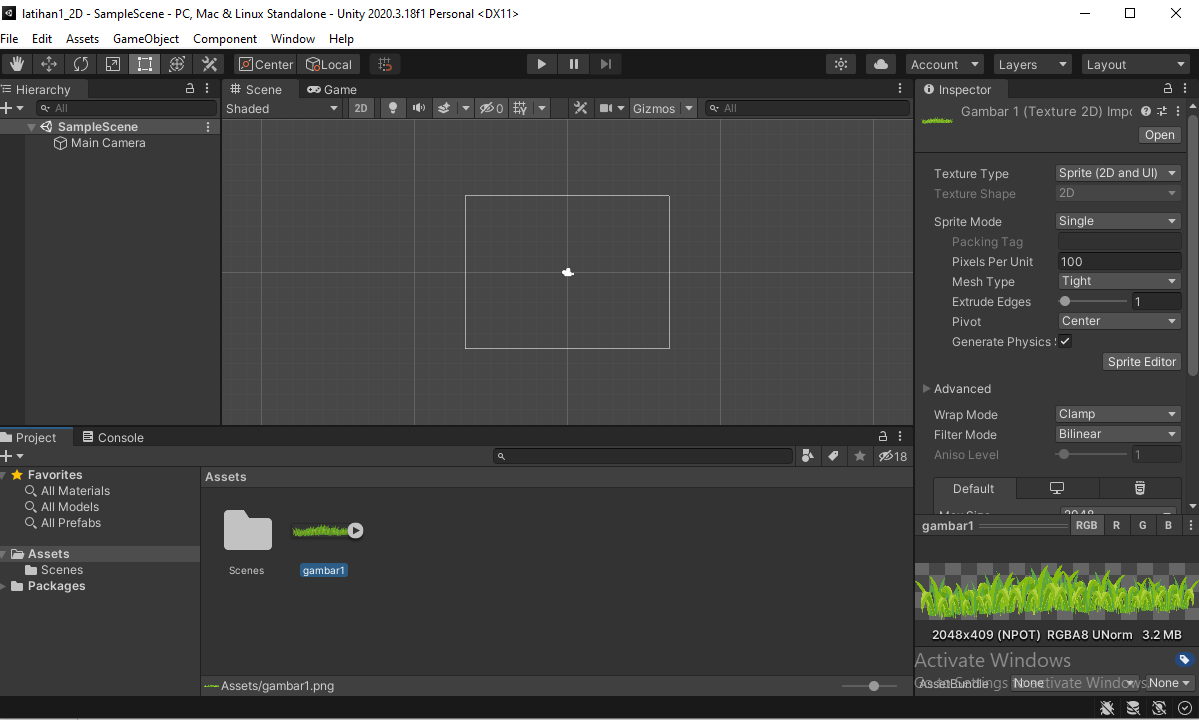 latihan1_2D - SampleScene - PC, Mac & Linux Standalone - Unity 2020.3.18f1 Personal <DX11>
File Edit Assets GameObject Component Window Help
Center Local Account Layers Layout
Hierarchy
All
SampleScene
Main Camera
Scene Game
Shaded 2D 0 Gizmos All
Inspector
Gambar 1 (Texture 2D) Impo
Open
Texture Type Sprite (2D and UI)
Texture Shape 2D
Sprite Mode Single
Packing Tag
Pixels Per Unit 100
Mesh Type Tight
Extrude Edges 1
Pivot Center
Generate Physics S
Sprite Editor
Advanced
Wrap Mode Clamp
Filter Mode Bilinear
Aniso Level 1
Default
Max Size 2048
Project Console
18
Favorites
All Materials
All Models
All Prefabs
Assets
Scenes
Packages
Assets
Scenes gambar1
Assets/gambar1.png
gambar1 RGB R G B
2048x409 (NPOT) RGBA8 UNorm 3.2 MB
Activate Windows
Go to Settings to activate Windows.
AssetBundle None None